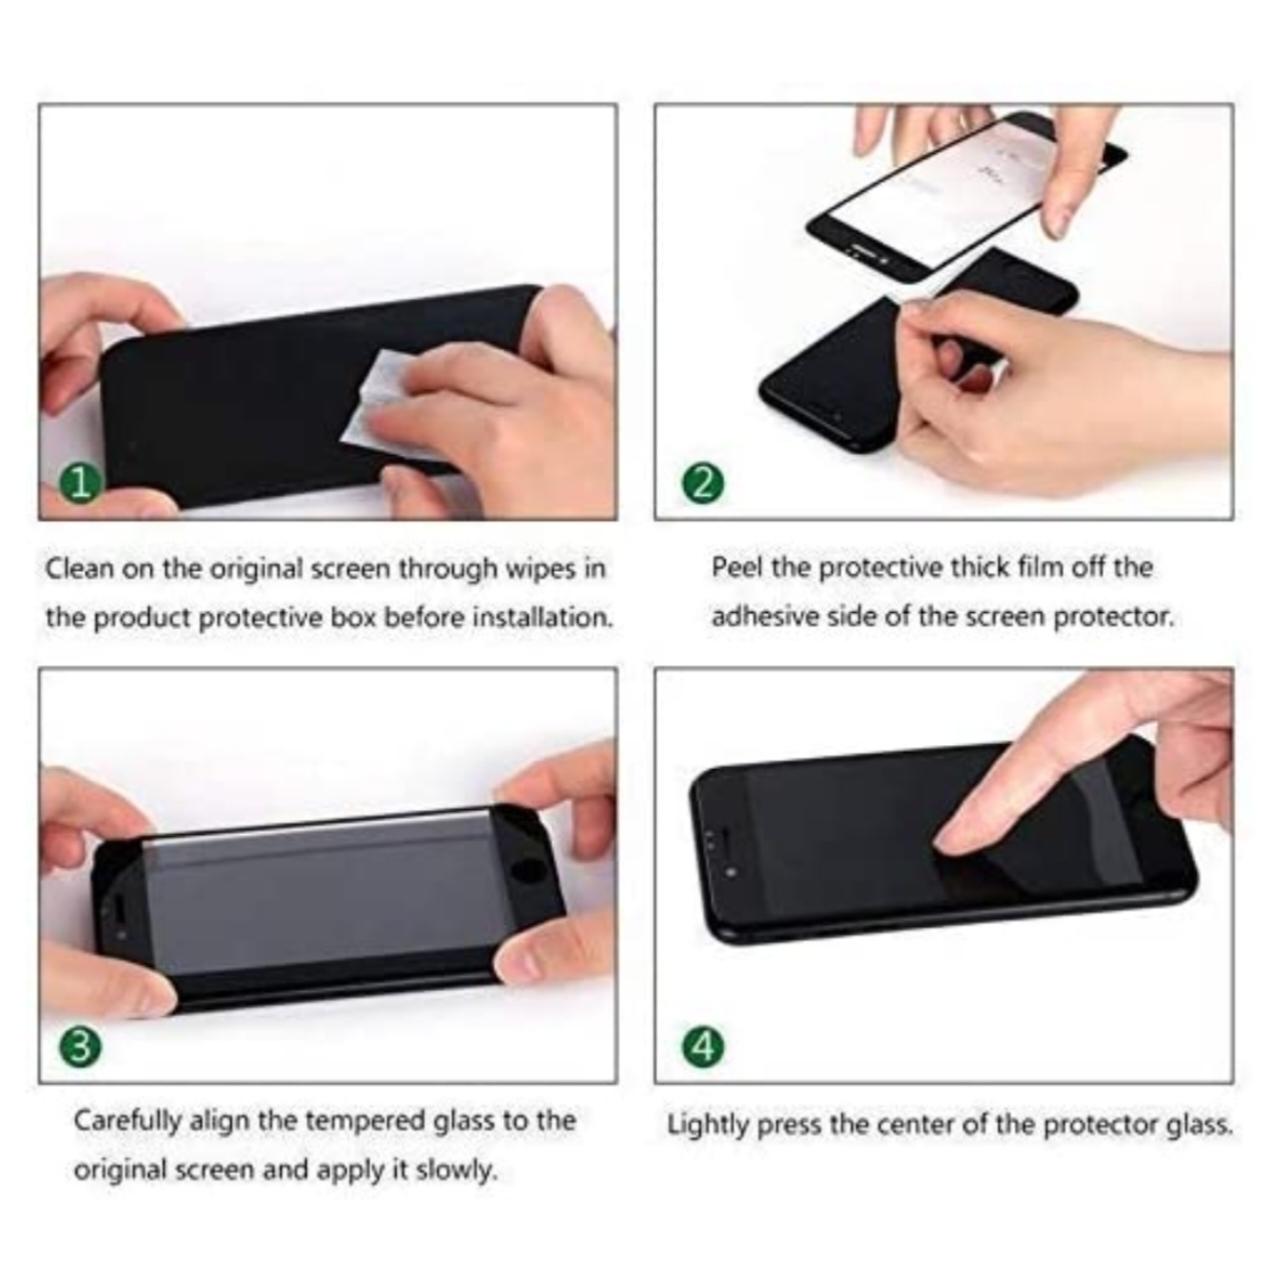 1
2
Clean on the original screen through wipes in
the product protective box before installation.
Peel the protective thick film off the
adhesive side of the screen protector.
3
4
Carefully align the tempered glass to the
original screen and apply it slowly.
Lightly press the center of the protector glass.